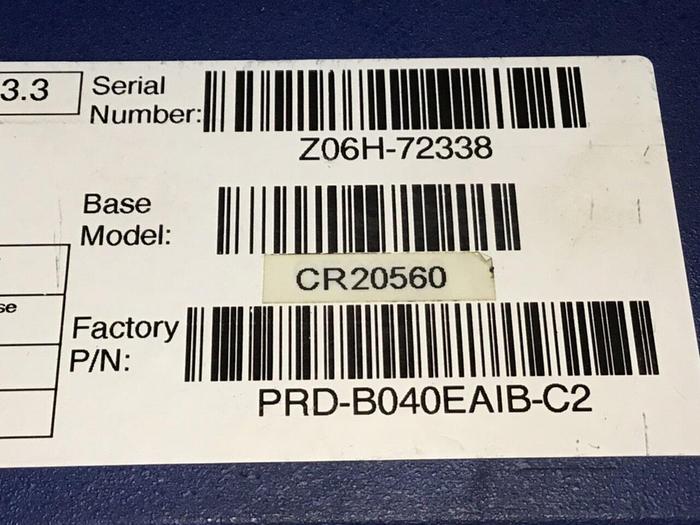 3.3
Serial
Number:
Z06H-72338
Base
Model:
CR20560
se
Factory
P/N:
PRD-B040EAIB-C2